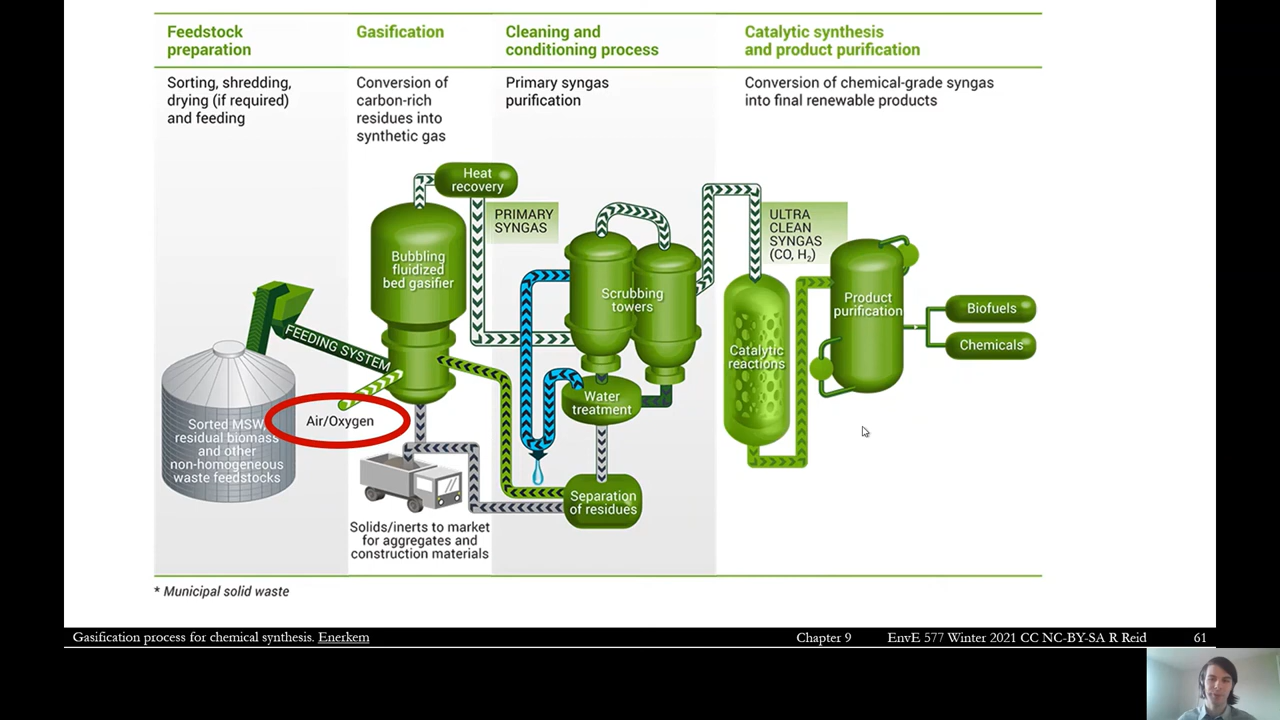 Feedstock
preparation
Gasification
Cleaning and
conditioning process
Catalytic synthesis
and product purification
Sorting, shredding,
drying (if required)
and feeding
Conversion of
carbon-rich
residues into
synthetic gas
Primary syngas
purification
Conversion of chemical-grade syngas
into final renewable products
Heat
recovery
PRIMARY
SYNGAS
ULTRA
CLEAN
SYNGAS
(CO, H₂)
Bubbling
fluidized
bed gasifier
Scrubbing
towers
Product
purification
Biofuels
Chemicals
FEEDING SYSTEM
Catalytic
reactions
Water
treatment
Air/Oxygen
Sorted MSW,
residual biomass
and other
non-homogeneous
waste feedstocks
Separation
of residues
Solids/inerts to market
for aggregates and
construction materials
* Municipal solid waste
Gasification process for chemical synthesis. Enerkem
Chapter 9
EnvE 577 Winter 2021 CC NC-BY-SA R Reid
61